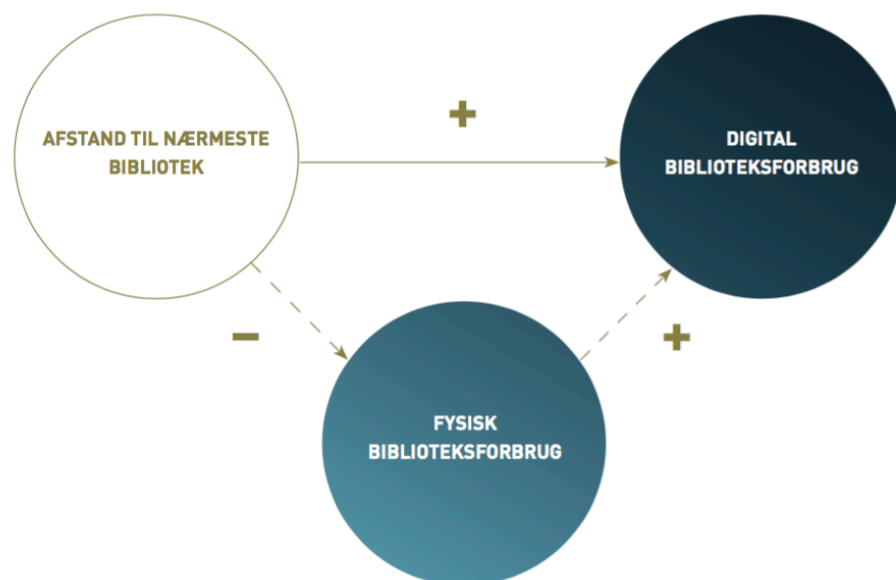 AFSTAND TIL NÆRMESTE
BIBLIOTEK
+
DIGITAL
BIBLIOTEKSFORBRUG
−
+
FYSISK
BIBLIOTEKSFORBRUG